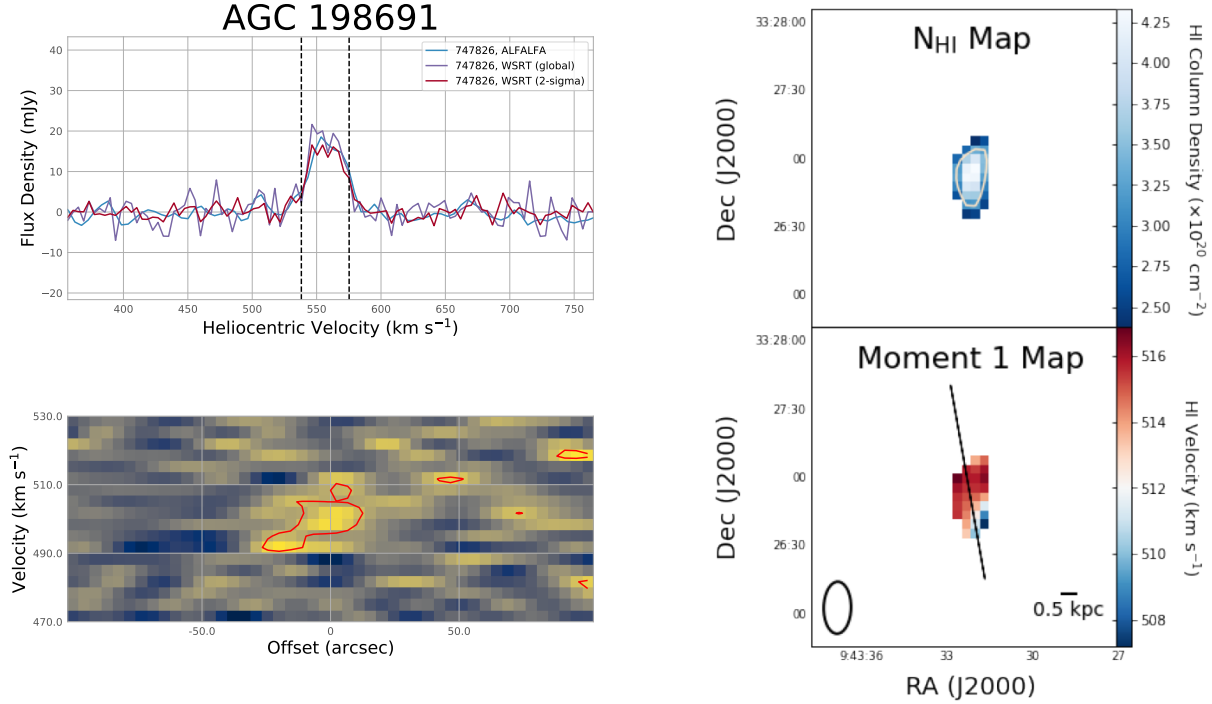 AGC 198691
747826, ALFALFA
747826, WSRT (global)
747826, WSRT (2-sigma)
Flux Density (mJy)
40
30
20
10
0
−10
−20
400 450 500 550 600 650 700 750
Heliocentric Velocity (km s⁻¹)
Velocity (km s⁻¹)
530.0
510.0
490.0
470.0
-50.0 0 50.0
Offset (arcsec)
N_HI Map
Dec (J2000)
33:28:00
27:30
00
26:30
00
4.25
4.00
3.75
3.50
3.25
3.00
2.75
2.50
HI Column Density (×10²⁰ cm⁻²)
Moment 1 Map
Dec (J2000)
33:28:00
27:30
00
26:30
00
0.5 kpc
516
514
512
510
508
HI Velocity (km s⁻¹)
9:43:36 33 30 27
RA (J2000)